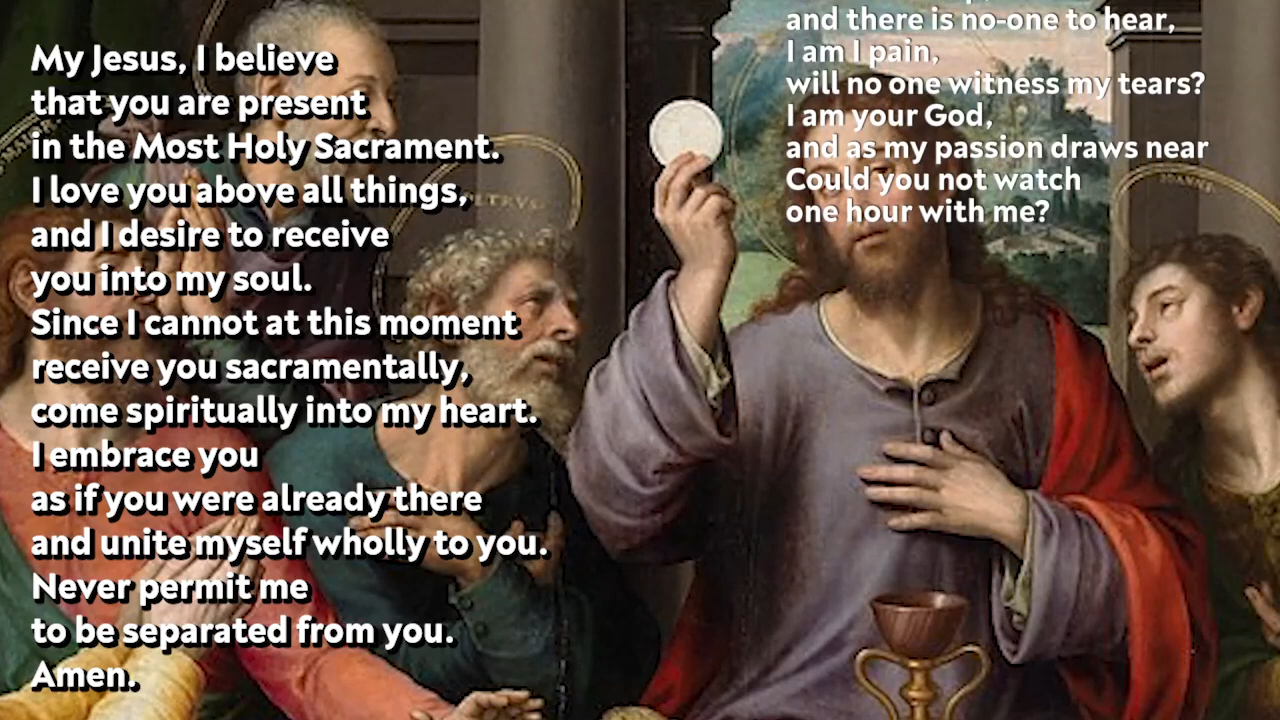 My Jesus, I believe
that you are present
in the Most Holy Sacrament.
I love you above all things,
and I desire to receive
you into my soul.
Since I cannot at this moment
receive you sacramentally,
come spiritually into my heart.
I embrace you
as if you were already there
and unite myself wholly to you.
Never permit me
to be separated from you.
Amen.
and there is no-one to hear,
I am I pain,
will no one witness my tears?
I am your God,
and as my passion draws near
Could you not watch
one hour with me?